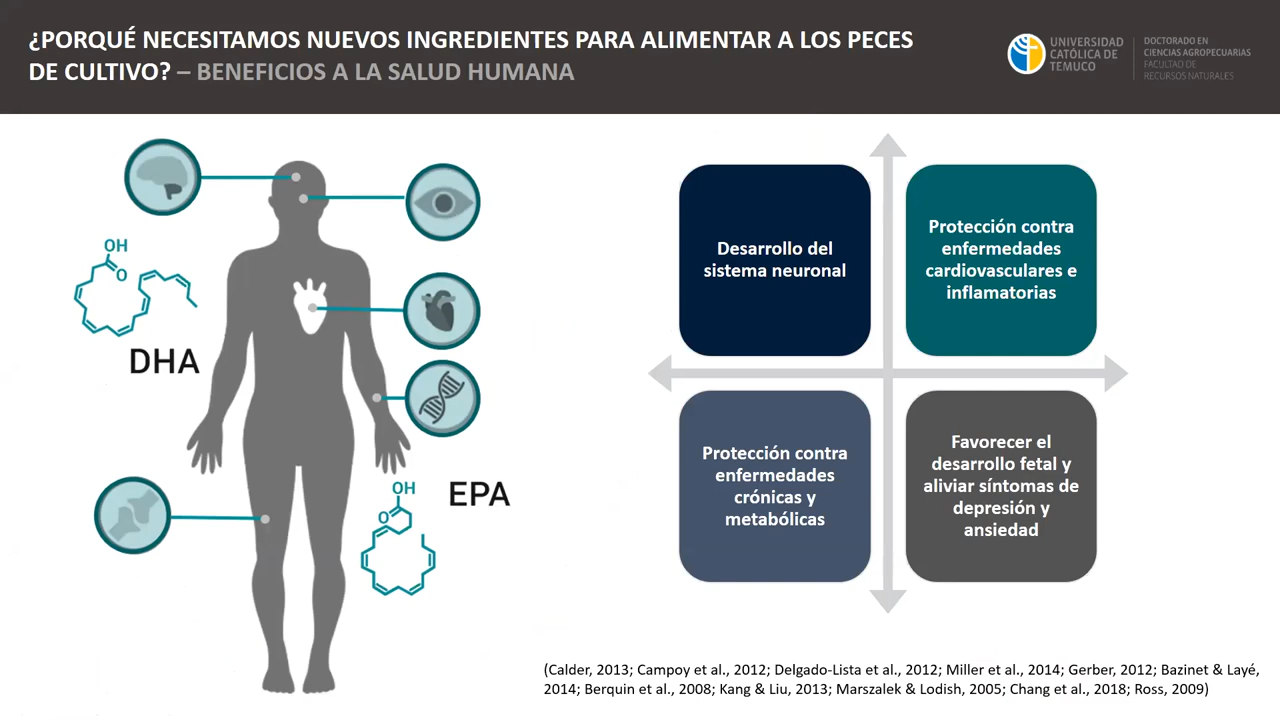 ¿PORQUÉ NECESITAMOS NUEVOS INGREDIENTES PARA ALIMENTAR A LOS PECES
DE CULTIVO? – BENEFICIOS A LA SALUD HUMANA
UNIVERSIDAD
CATÓLICA DE
TEMUCO
DOCTORADO EN
CIENCIAS AGROPECUARIAS
FACULTAD DE
RECURSOS NATURALES
OH
O
DHA
OH
O
EPA
Desarrollo del
sistema neuronal
Protección contra
enfermedades
cardiovasculares e
inflamatorias
Protección contra
enfermedades
crónicas y
metabólicas
Favorecer el
desarrollo fetal y
aliviar síntomas de
depresión y
ansiedad
(Calder, 2013; Campoy et al., 2012; Delgado-Lista et al., 2012; Miller et al., 2014; Gerber, 2012; Bazinet & Layé,
2014; Berquin et al., 2008; Kang & Liu, 2013; Marszalek & Lodish, 2005; Chang et al., 2018; Ross, 2009)